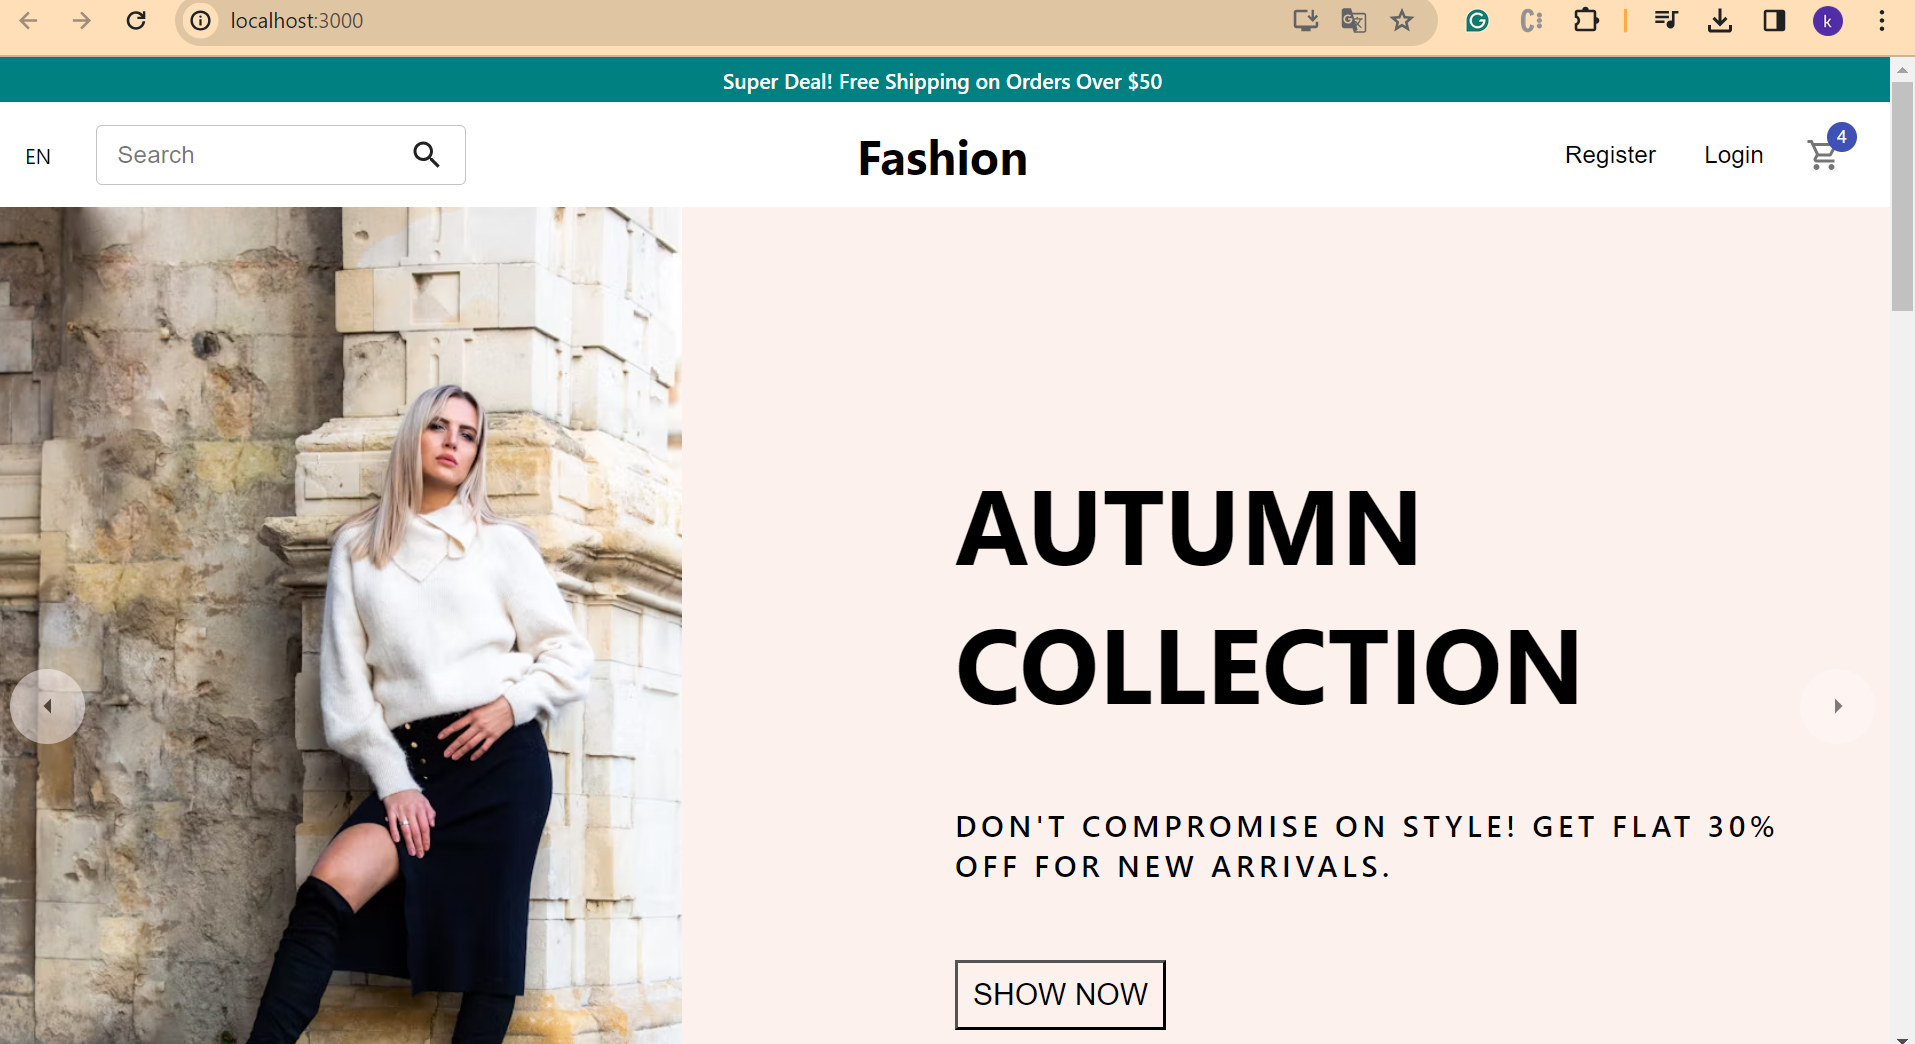 localhost:3000
k
Super Deal! Free Shipping on Orders Over $50
EN
Search
Fashion
Register
Login
4
AUTUMN
COLLECTION
DON'T COMPROMISE ON STYLE! GET FLAT 30%
OFF FOR NEW ARRIVALS.
SHOW NOW